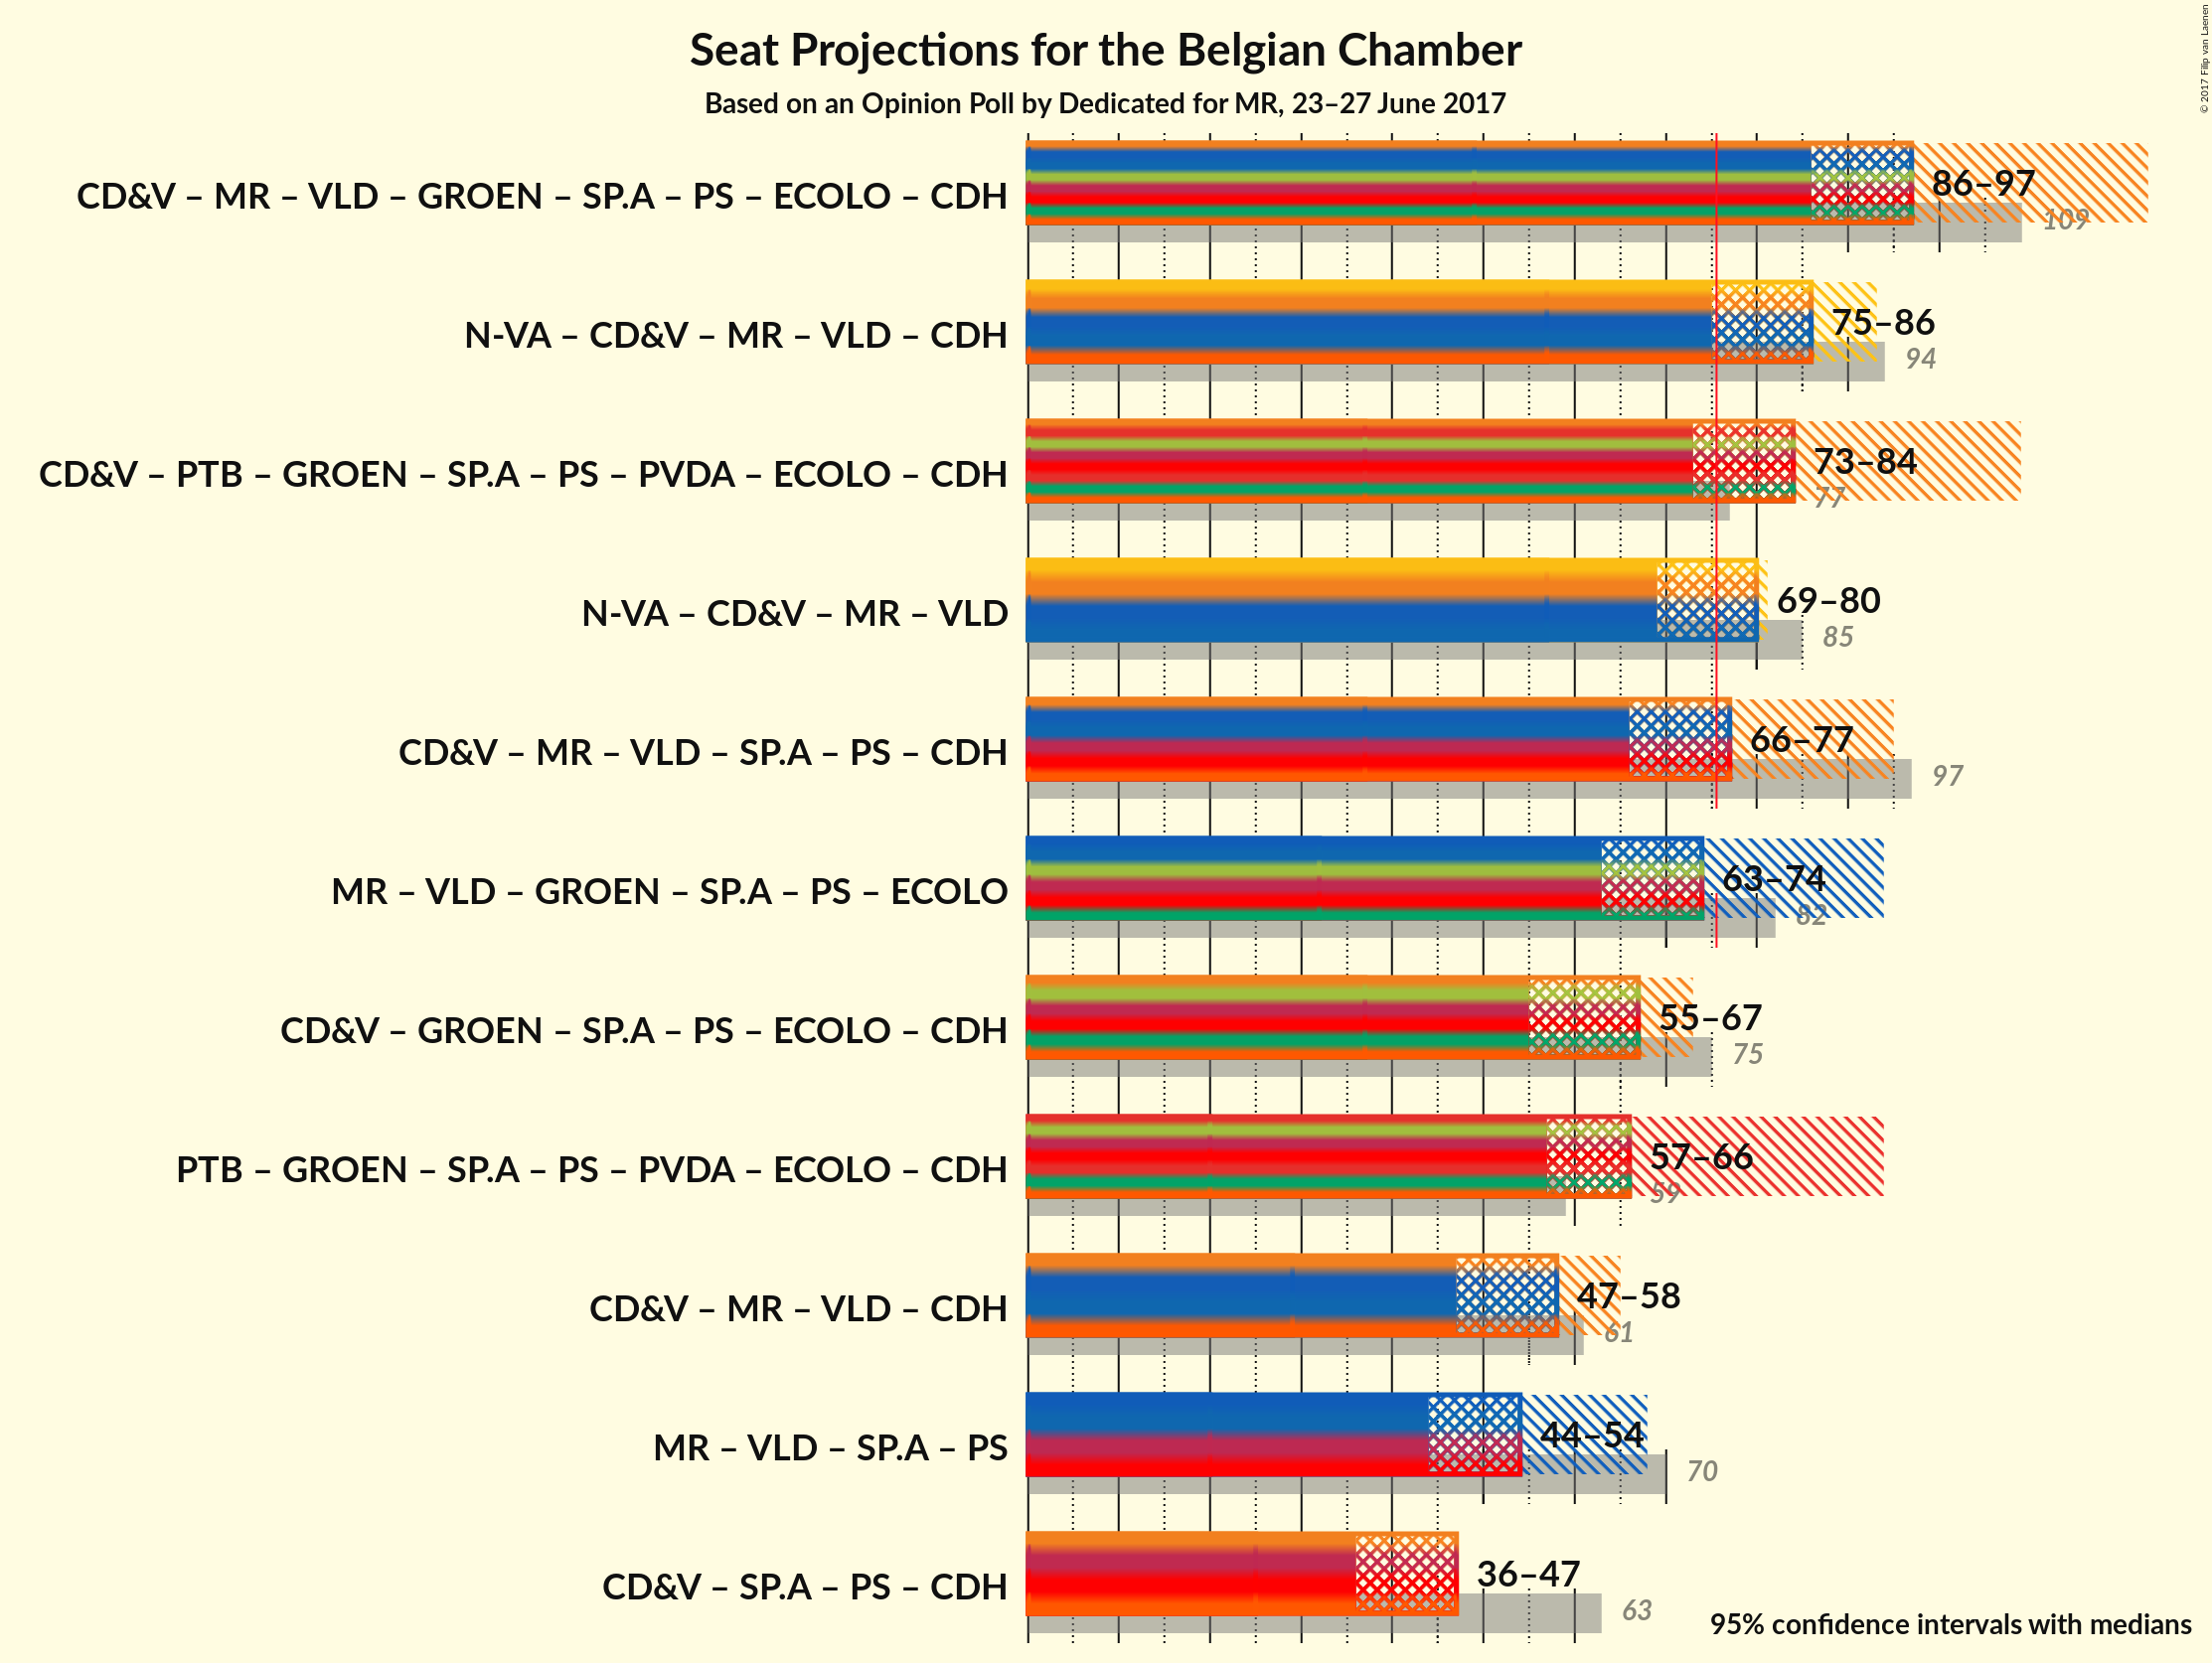 Seat Projections for the Belgian Chamber
Based on an Opinion Poll by Dedicated for MR, 23–27 June 2017
© 2017 Filip van Laenen
CD&V – MR – VLD – GROEN – SP.A – PS – ECOLO – CDH
86–97
109
N-VA – CD&V – MR – VLD – CDH
75–86
94
CD&V – PTB – GROEN – SP.A – PS – PVDA – ECOLO – CDH
73–84
77
N-VA – CD&V – MR – VLD
69–80
85
CD&V – MR – VLD – SP.A – PS – CDH
66–77
97
MR – VLD – GROEN – SP.A – PS – ECOLO
63–74
82
CD&V – GROEN – SP.A – PS – ECOLO – CDH
55–67
75
PTB – GROEN – SP.A – PS – PVDA – ECOLO – CDH
57–66
59
CD&V – MR – VLD – CDH
47–58
61
MR – VLD – SP.A – PS
44–54
70
CD&V – SP.A – PS – CDH
36–47
63
95% confidence intervals with medians